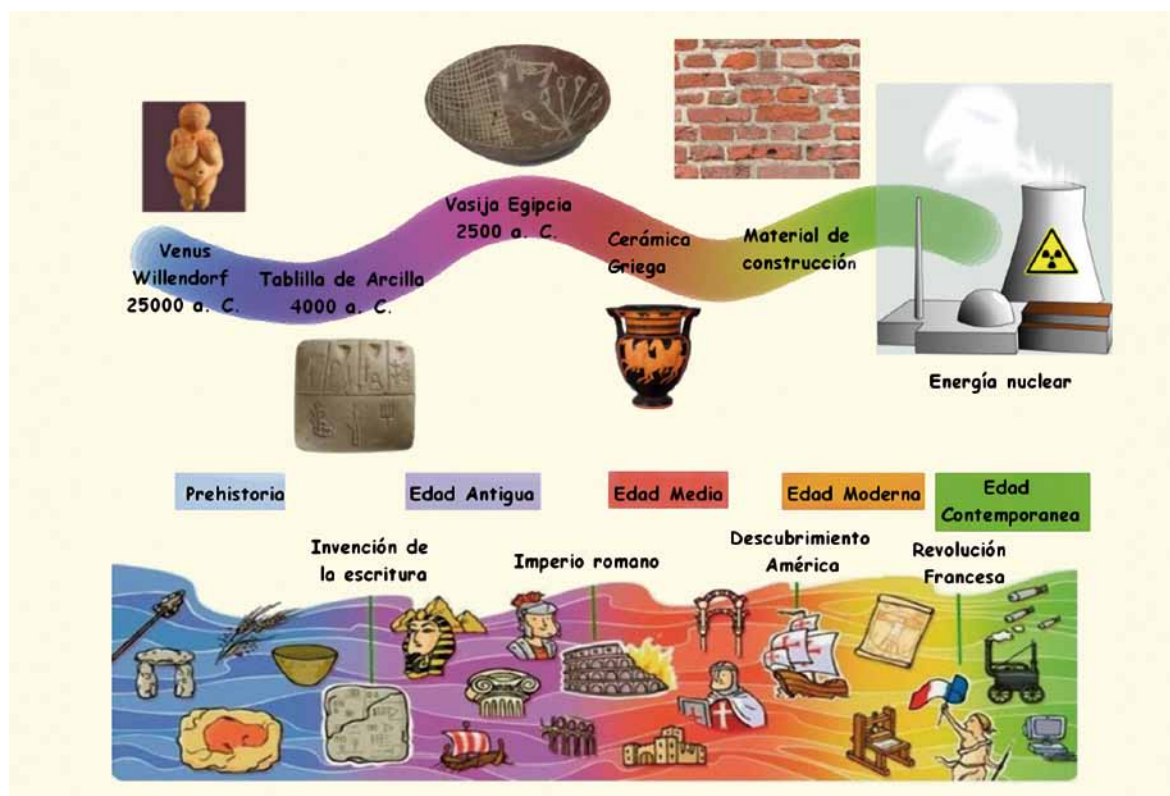 Venus
Willendorf
25000 a. C.
Tablilla de Arcilla
4000 a. C.
Vasija Egipcia
2500 a. C.
Cerámica
Griega
Material de
construcción
Energía nuclear
Prehistoria
Edad Antigua
Edad Media
Edad Moderna
Edad
Contemporanea
Invención de
la escritura
Imperio romano
Descubrimiento
América
Revolución
Francesa